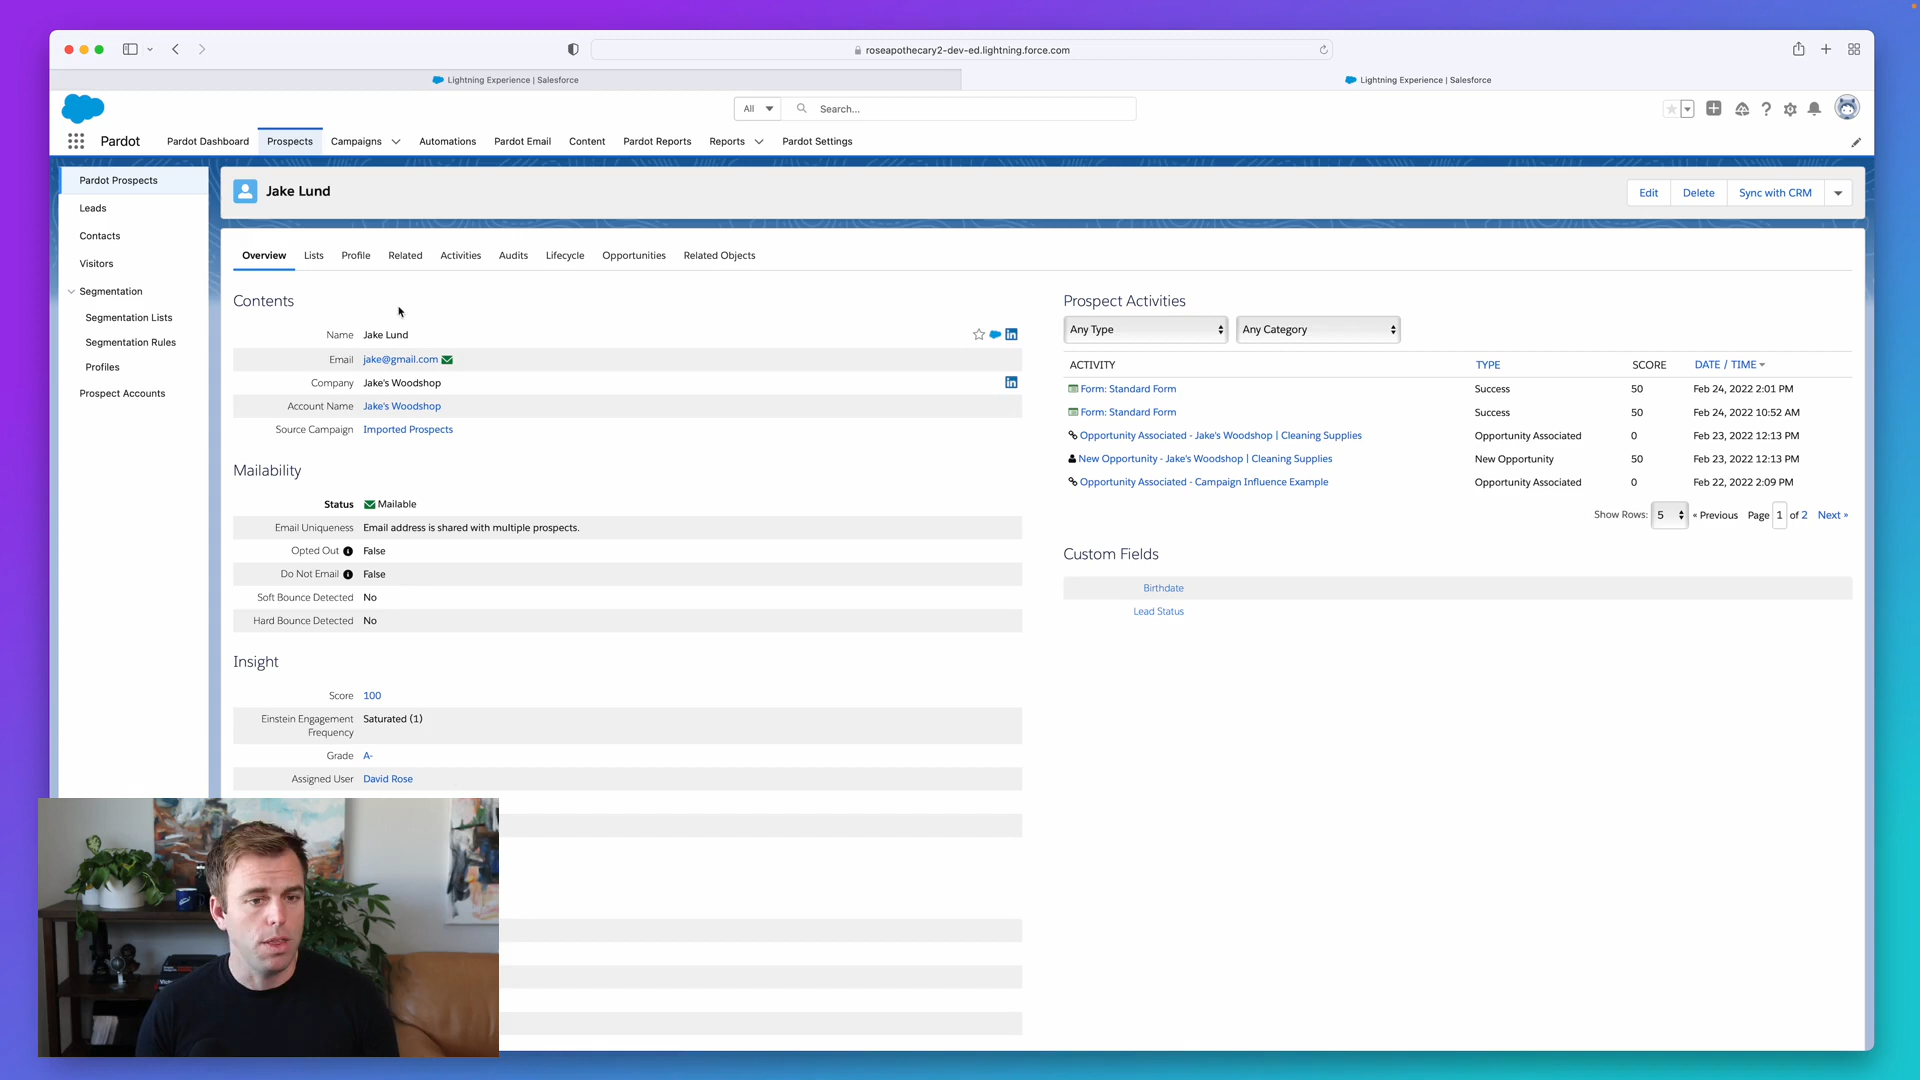 roseapothecary2-dev-ed.lightning.force.com
Lightning Experience | Salesforce
Lightning Experience | Salesforce
All
Search...
Pardot
Pardot Dashboard
Prospects
Campaigns
Automations
Pardot Email
Content
Pardot Reports
Reports
Pardot Settings
Pardot Prospects
Leads
Contacts
Visitors
Segmentation
Segmentation Lists
Segmentation Rules
Profiles
Prospect Accounts
Jake Lund
Edit
Delete
Sync with CRM
Overview
Lists
Profile
Related
Activities
Audits
Lifecycle
Opportunities
Related Objects
Contents
Name Jake Lund
Email jake@gmail.com
Company Jake's Woodshop
Account Name Jake's Woodshop
Source Campaign Imported Prospects
Mailability
Status Mailable
Email Uniqueness Email address is shared with multiple prospects.
Opted Out False
Do Not Email False
Soft Bounce Detected No
Hard Bounce Detected No
Insight
Score 100
Einstein Engagement Saturated (1)
Frequency
Grade A-
Assigned User David Rose
Prospect Activities
Any Type
Any Category
ACTIVITY TYPE SCORE DATE / TIME
Form: Standard Form Success 50 Feb 24, 2022 2:01 PM
Form: Standard Form Success 50 Feb 24, 2022 10:52 AM
Opportunity Associated - Jake's Woodshop | Cleaning Supplies Opportunity Associated 0 Feb 23, 2022 12:13 PM
New Opportunity - Jake's Woodshop | Cleaning Supplies New Opportunity 50 Feb 23, 2022 12:13 PM
Opportunity Associated - Campaign Influence Example Opportunity Associated 0 Feb 22, 2022 2:09 PM
Show Rows: 5 « Previous Page 1 of 2 Next »
Custom Fields
Birthdate
Lead Status